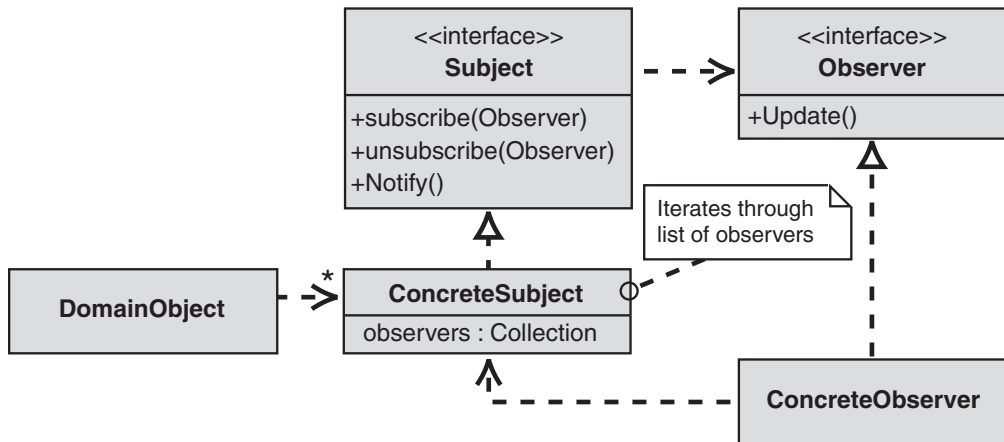 <<interface>>
Subject
+subscribe(Observer)
+unsubscribe(Observer)
+Notify()
<<interface>>
Observer
+Update()
Iterates through
list of observers
DomainObject
*
ConcreteSubject
observers : Collection
ConcreteObserver